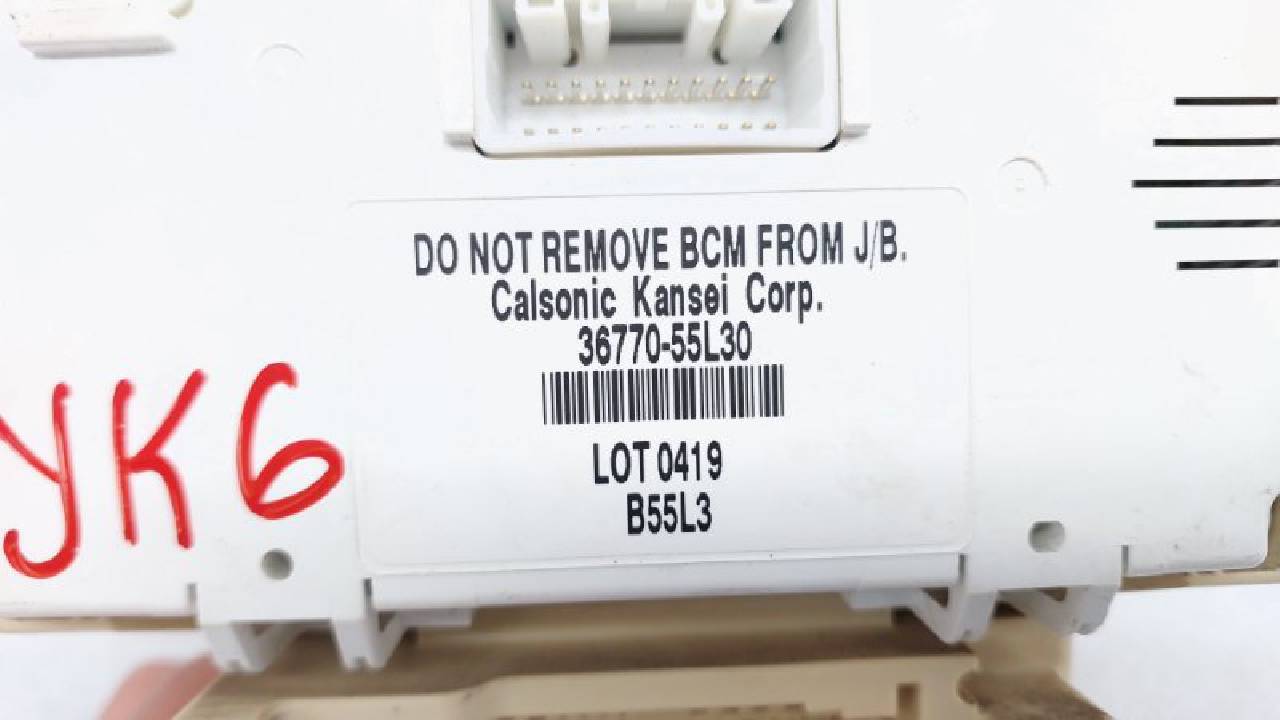 DO NOT REMOVE BCM FROM J/B.
Calsonic Kansei Corp.
36770-55L30
LOT 0419
B55L3
УК6